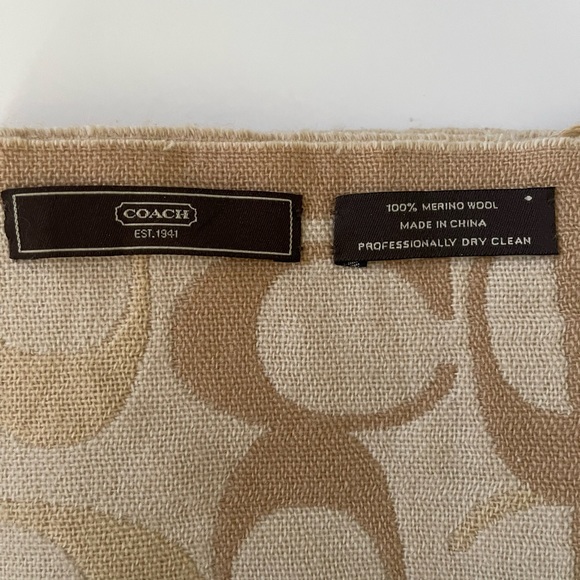 COACH
EST.1941
100% MERINO WOOL
MADE IN CHINA
PROFESSIONALLY DRY CLEAN